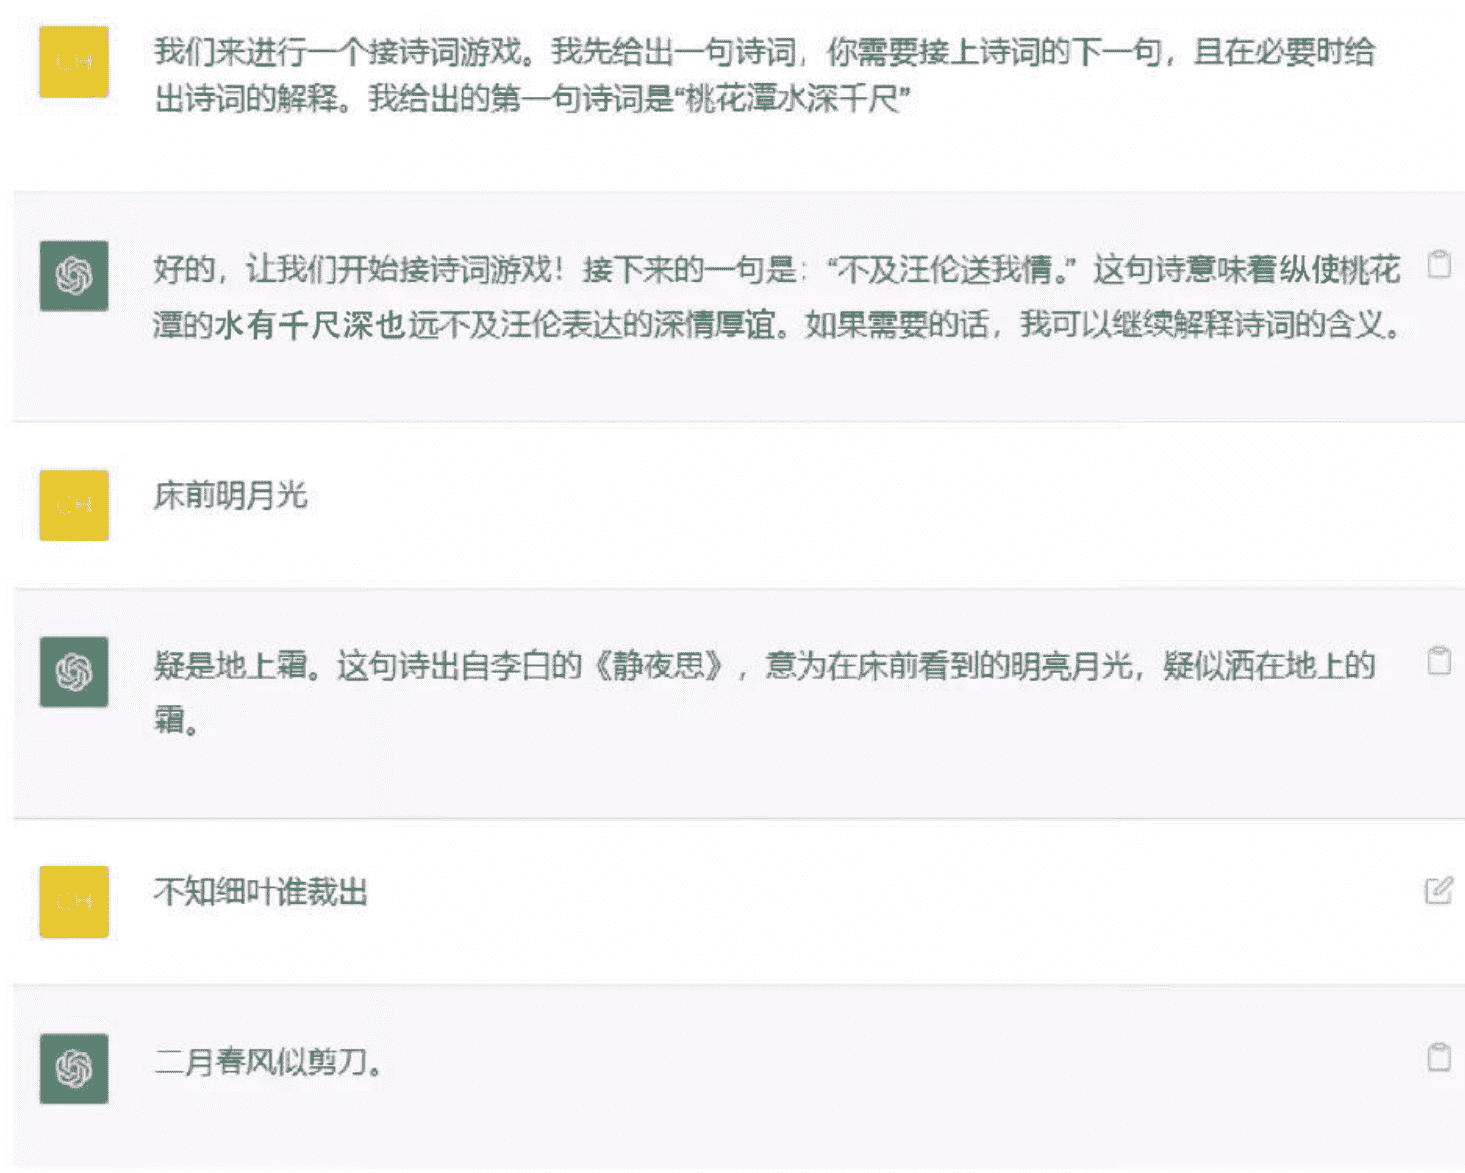 我们来进行一个接诗词游戏。我先给出一句诗词，你需要接上诗词的下一句，且在必要时给
出诗词的解释。我给出的第一句诗词是“桃花潭水深千尺”
好的，让我们开始接诗词游戏！接下来的一句是：“不及汪伦送我情。”这句诗意味着纵使桃花
潭的水有千尺深也远不及汪伦表达的深情厚谊。如果需要的话，我可以继续解释诗词的含义。
床前明月光
疑是地上霜。这句诗出自李白的《静夜思》，意为在床前看到的明亮月光，疑似洒在地上的
霜。
不知细叶谁裁出
二月春风似剪刀。